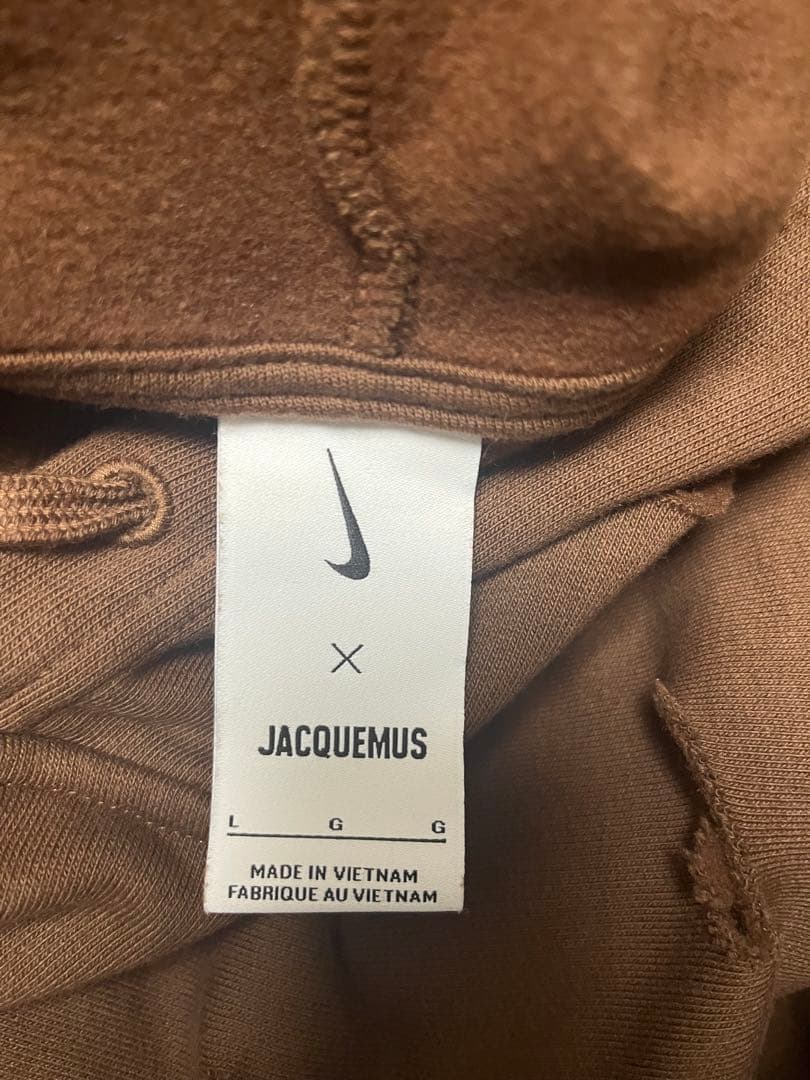 ×
JACQUEMUS
L G G
MADE IN VIETNAM
FABRIQUE AU VIETNAM